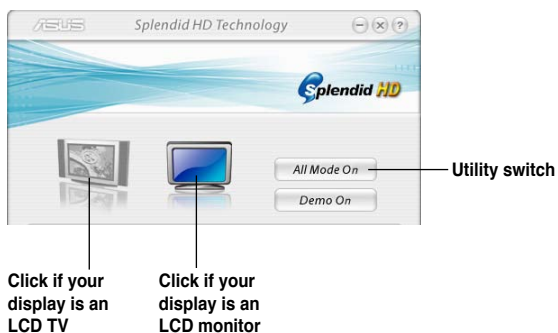 ASUS Splendid HD Technology
Splendid HD
All Mode On
Utility switch
Demo On
Click if your
display is an
LCD TV
Click if your
display is an
LCD monitor